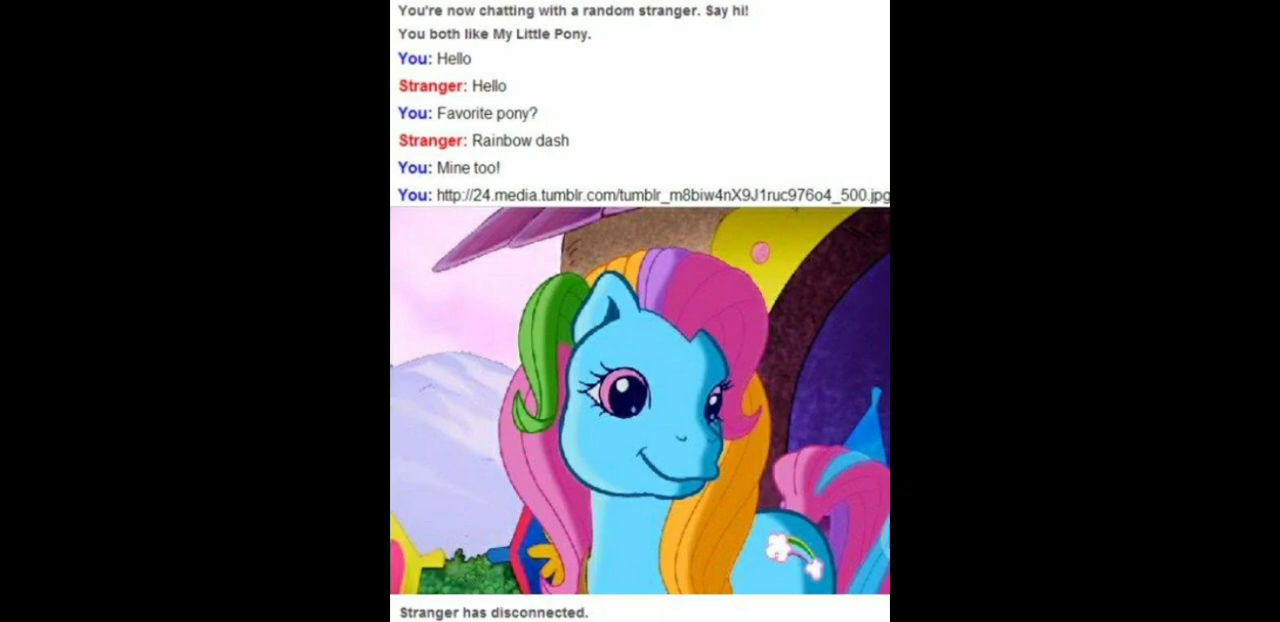 You're now chatting with a random stranger. Say hi!
You both like My Little Pony.
You: Hello
Stranger: Hello
You: Favorite pony?
Stranger: Rainbow dash
You: Mine too!
You: http://24.media.tumblr.com/tumblr_m8biw4nX9J1ruc976o4_500.jpg
Stranger has disconnected.